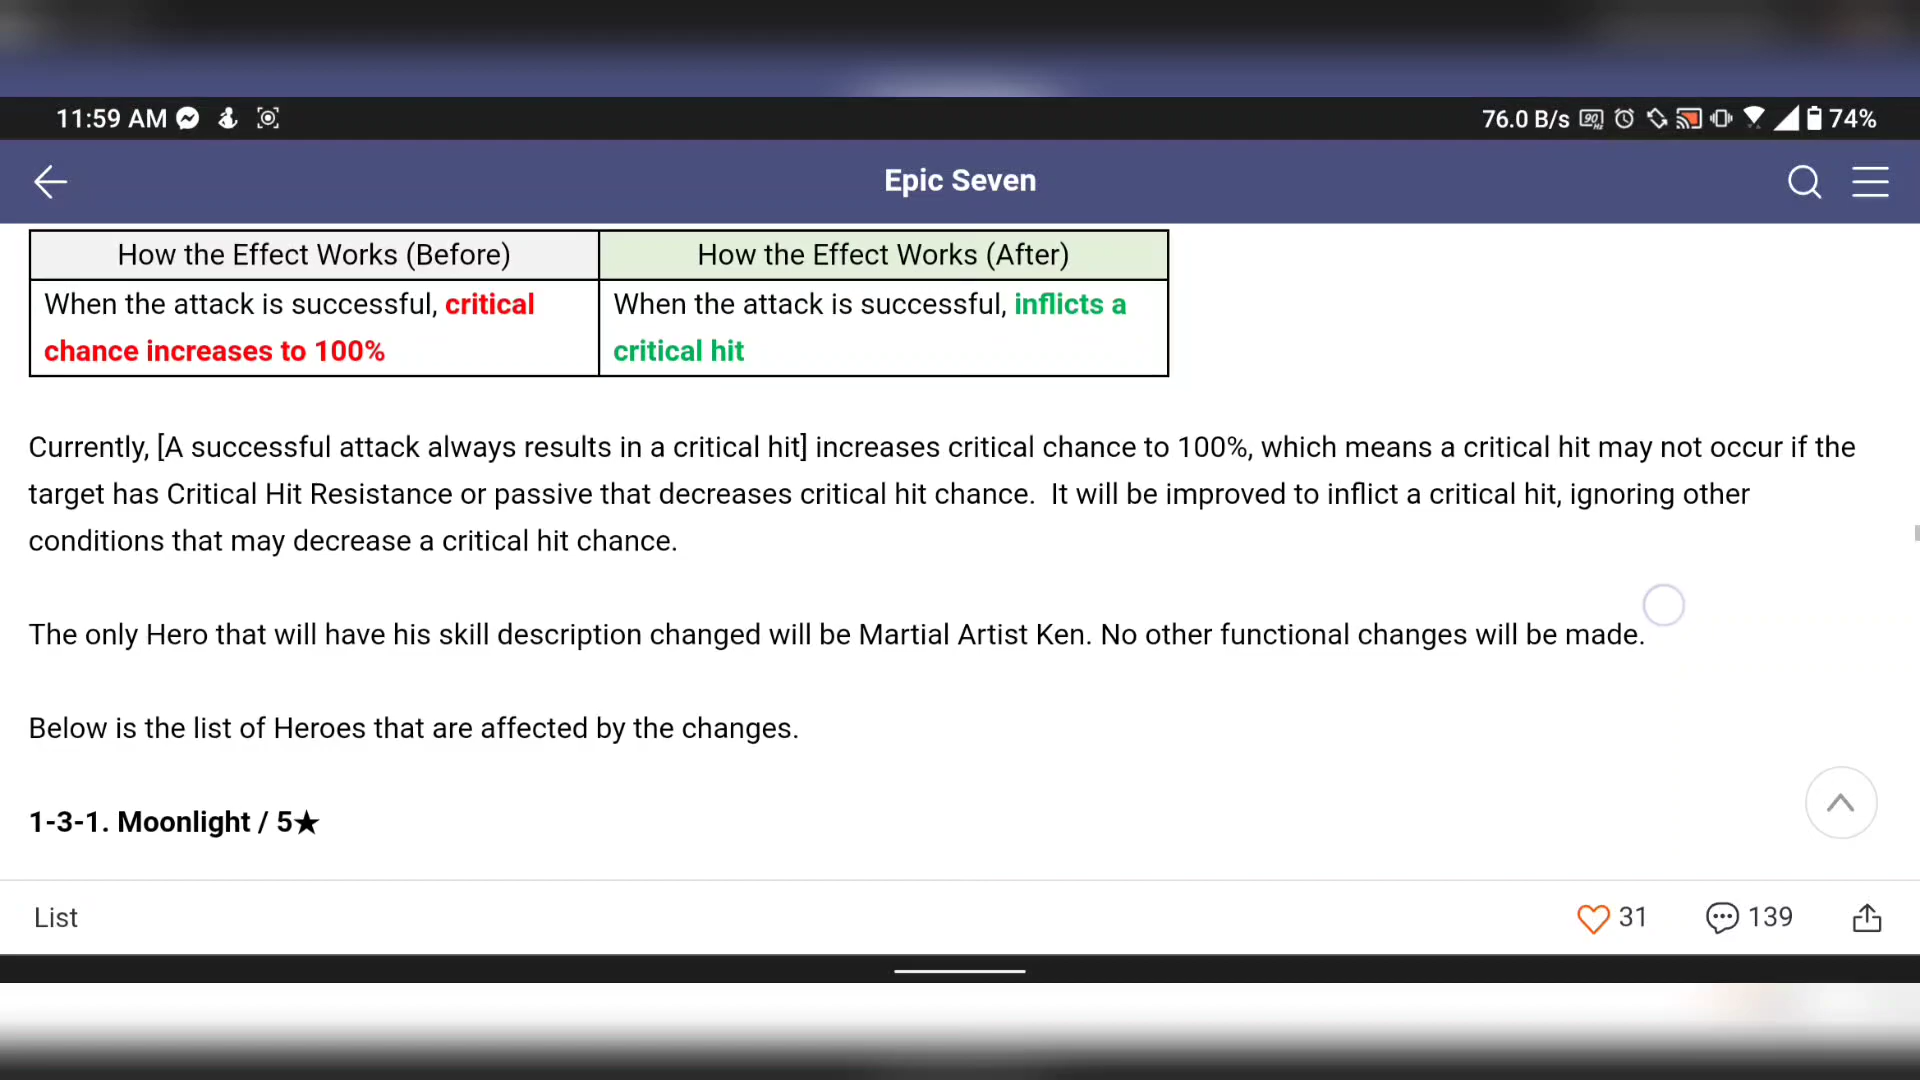 11:59 AM
76.0 B/s 90Hz 74%
Epic Seven
How the Effect Works (Before)
How the Effect Works (After)
When the attack is successful, critical
chance increases to 100%
When the attack is successful, inflicts a
critical hit
Currently, [A successful attack always results in a critical hit] increases critical chance to 100%, which means a critical hit may not occur if the
target has Critical Hit Resistance or passive that decreases critical hit chance.  It will be improved to inflict a critical hit, ignoring other
conditions that may decrease a critical hit chance.
The only Hero that will have his skill description changed will be Martial Artist Ken. No other functional changes will be made.
Below is the list of Heroes that are affected by the changes.
1-3-1. Moonlight / 5★
List
31
139